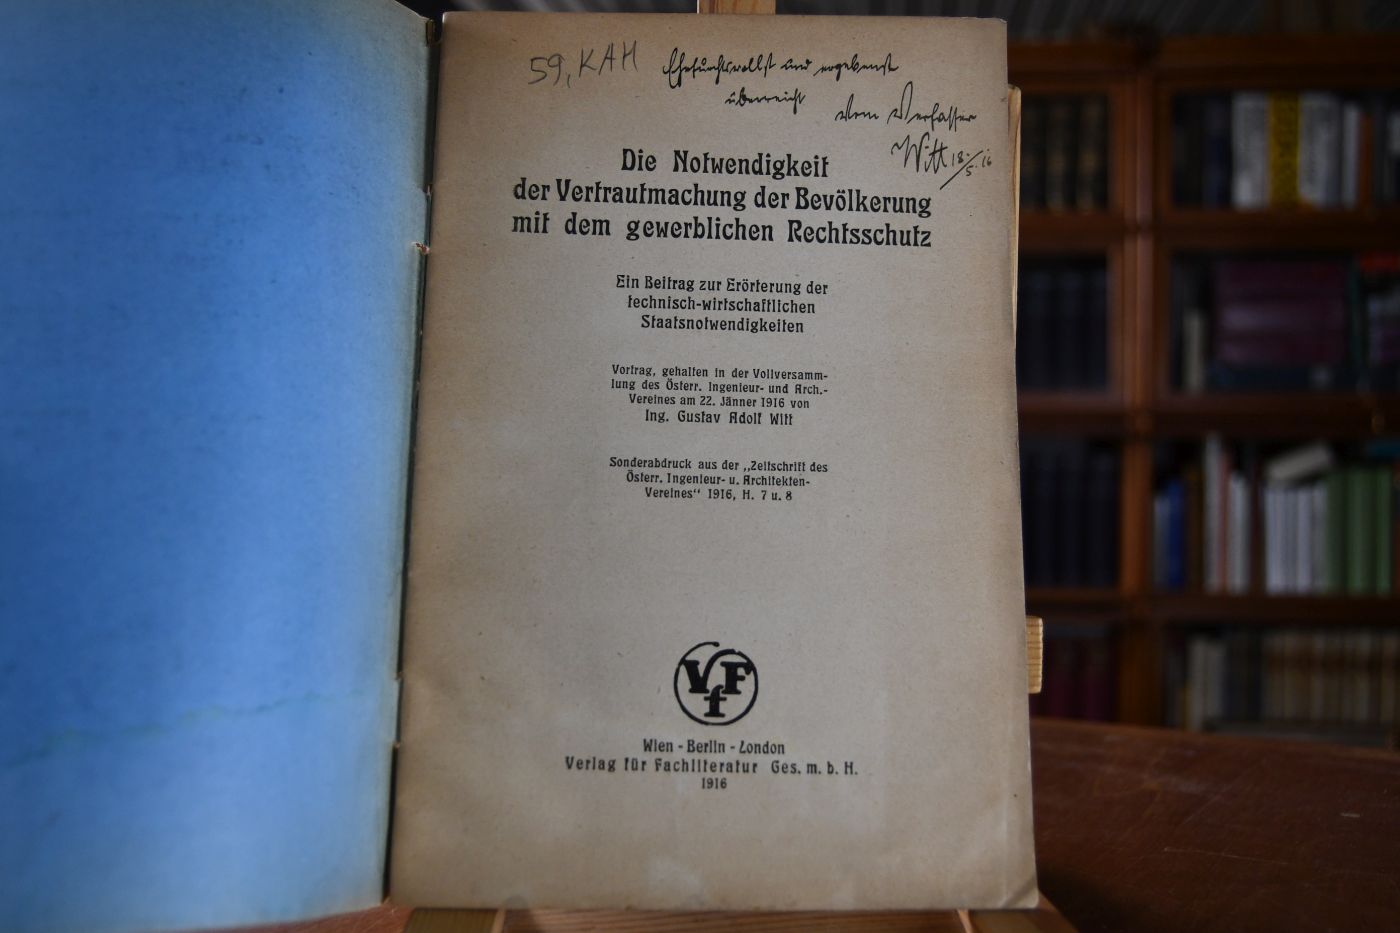 59, KAH
Ehrfurchtsvollst und ergebenst
überreicht
vom Verfasser
Witt 18./5. 16
Die Notwendigkeit
der Vertrautmachung der Bevölkerung
mit dem gewerblichen Rechtsschutz
Ein Beitrag zur Erörterung der
technisch-wirtschaftlichen
Staatsnotwendigkeiten
Vortrag, gehalten in der Vollversamm-
lung des Österr. Ingenieur- und Arch.-
Vereines am 22. Jänner 1916 von
Ing. Gustav Adolf Witt
Sonderabdruck aus der „Zeitschrift des
Österr. Ingenieur- u. Architekten-
Vereines“ 1916, H. 7 u. 8
VfF
Wien - Berlin - London
Verlag für Fachliteratur Ges. m. b. H.
1916